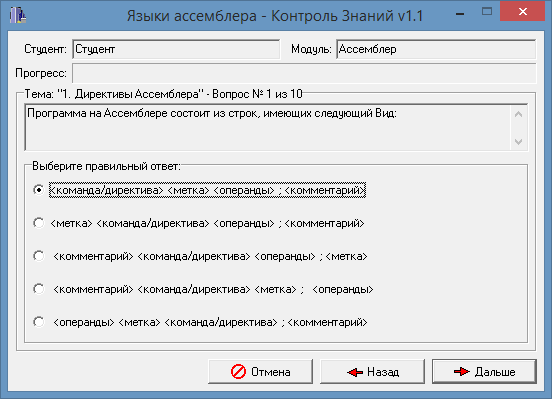 Языки ассемблера - Контроль Знаний v1.1
Студент: Студент Модуль: Ассемблер
Прогресс:
Тема: "1. Директивы Ассемблера" - Вопрос № 1 из 10
Программа на Ассемблере состоит из строк, имеющих следующий Вид:
Выберите правильный ответ:
<команда/директива> <метка> <операнды> ; <комментарий>
<метка> <команда/директива> <операнды> ; <комментарий>
<комментарий> <команда/директива> <операнды> ; <метка>
<комментарий> <команда/директива> <метка> ; <операнды>
<операнды> <метка> <команда/директива> ; <комментарий>
Отмена Назад Дальше